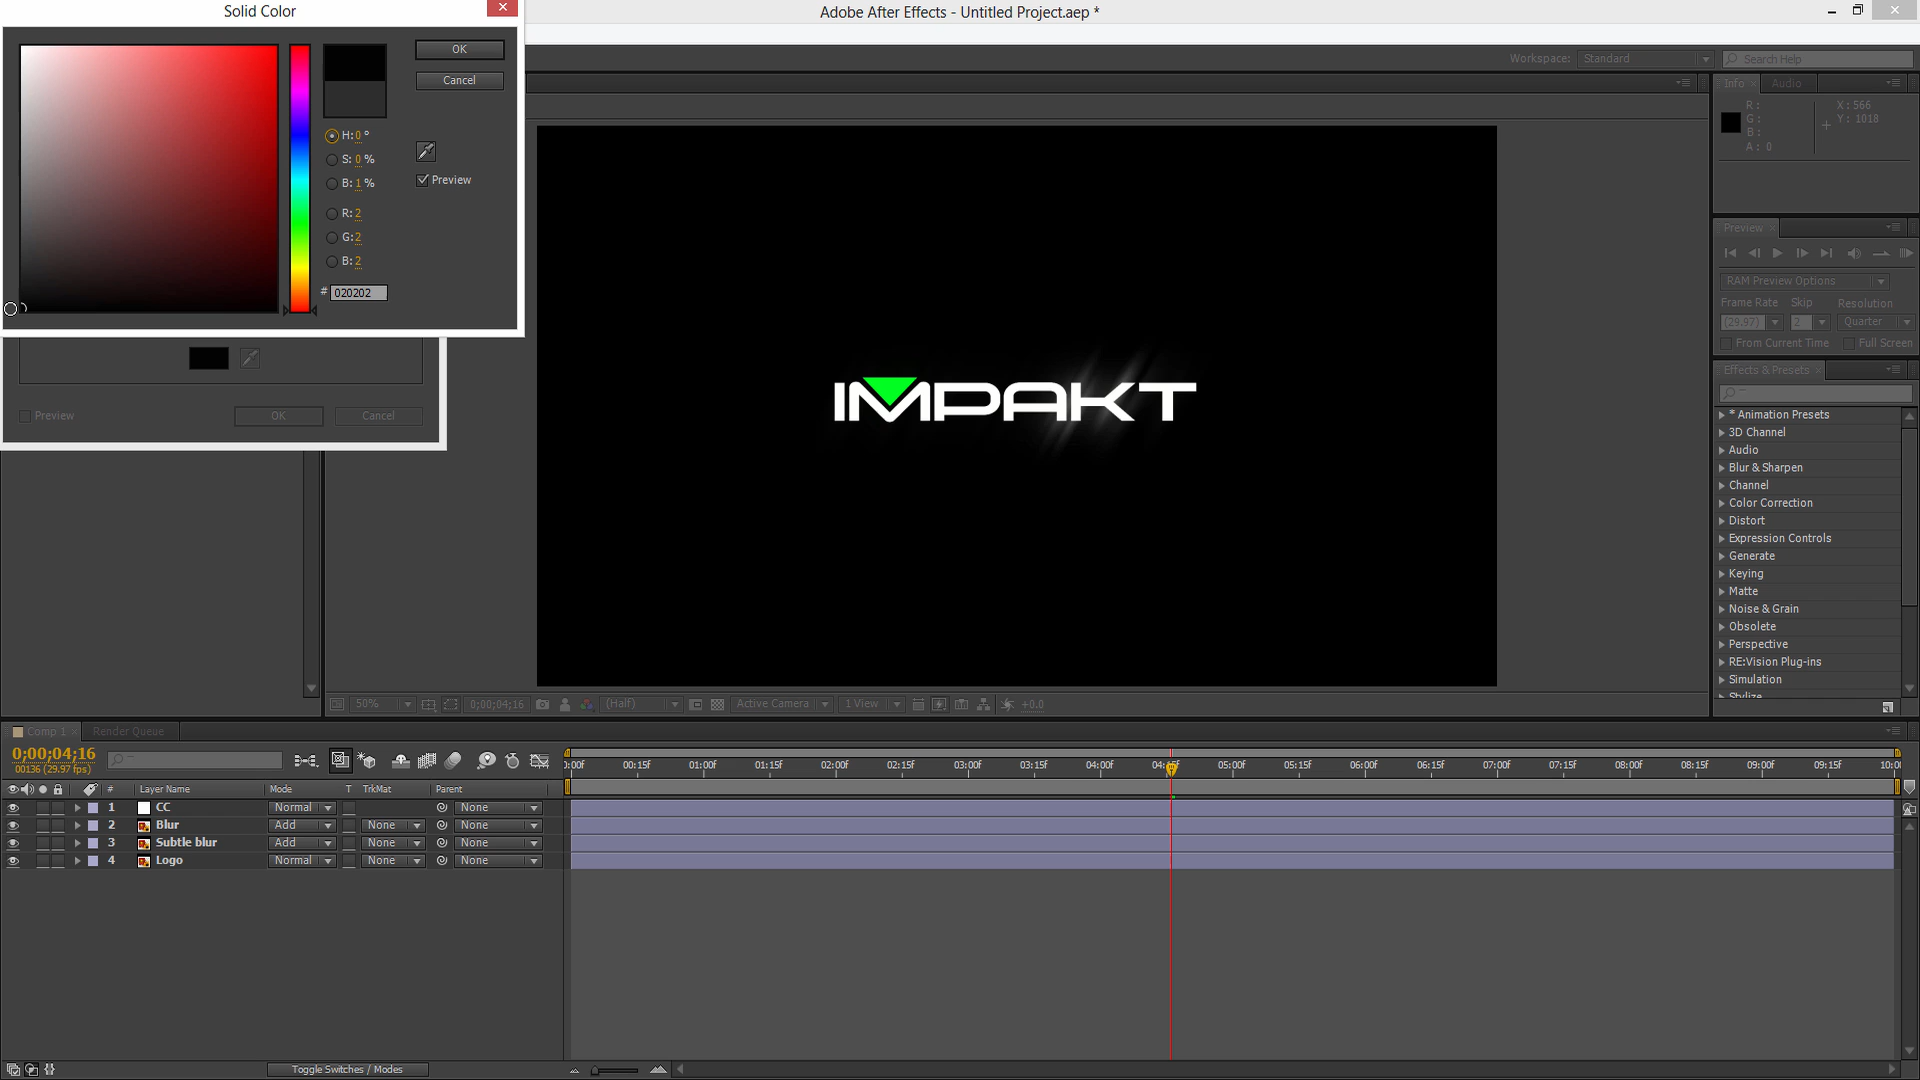 Solid Color
Adobe After Effects - Untitled Project.aep *
OK
Cancel
H: 0 °
S: 0 %
B: 1 %
Preview
R: 2
G: 2
B: 2
# 020202
Preview
OK
Cancel
Workspace: Standard
Search Help
Info
Audio
R :
G :
B :
A : 0
X : 566
Y : 1018
Preview
RAM Preview Options
Frame Rate
Skip
Resolution
(29.97)
2
Quarter
From Current Time
Full Screen
Effects & Presets
* Animation Presets
3D Channel
Audio
Blur & Sharpen
Channel
Color Correction
Distort
Expression Controls
Generate
Keying
Matte
Noise & Grain
Obsolete
Perspective
RE:Vision Plug-ins
Simulation
Stylize
IMPAKT
50%
0;00;04;16
(Half)
Active Camera
1 View
+0.0
Comp 1
Render Queue
0;00;04;16
00136 (29.97 fps)
# Layer Name Mode T TrkMat Parent
1 CC Normal None
2 Blur Add None None
3 Subtle blur Add None None
4 Logo Normal None None
):00f 00:15f 01:00f 01:15f 02:00f 02:15f 03:00f 03:15f 04:00f 05:00f 05:15f 06:00f 06:15f 07:00f 07:15f 08:00f 08:15f 09:00f 09:15f 10:0
Toggle Switches / Modes